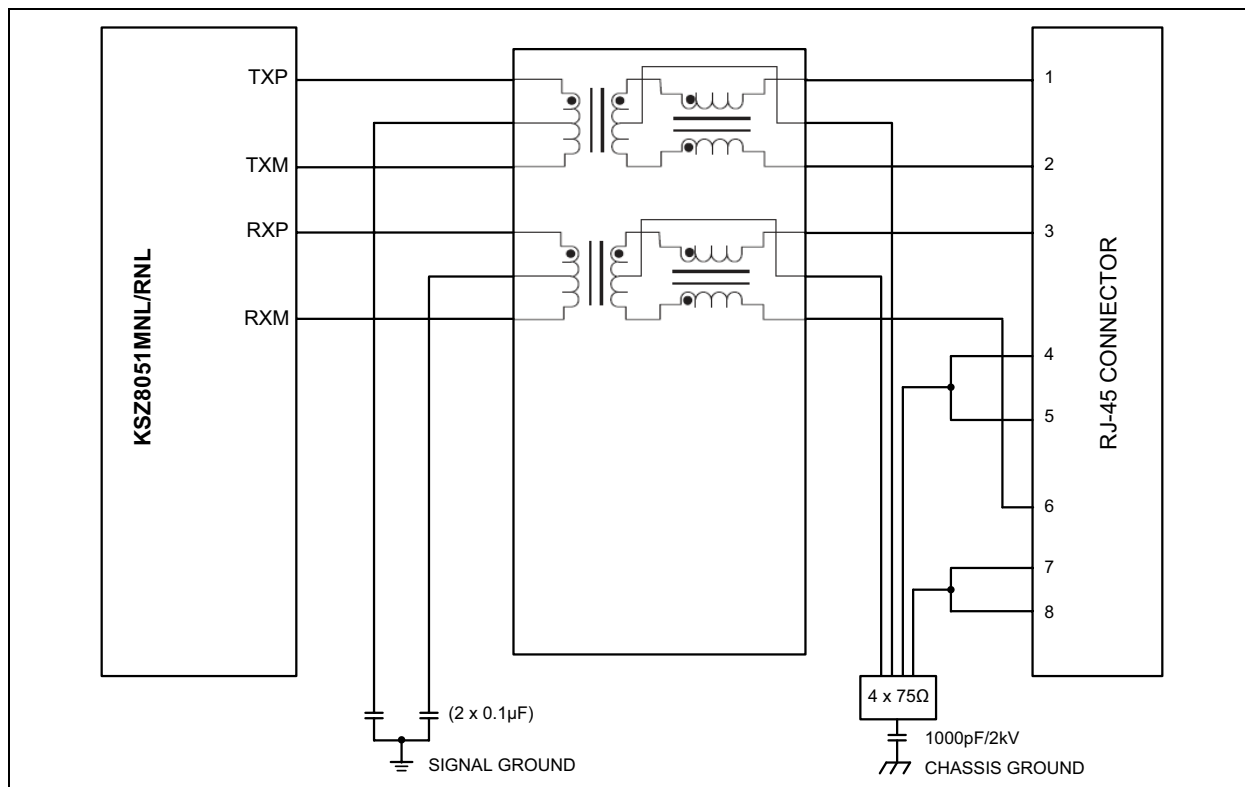 KSZ8051MNL/RNL
TXP
TXM
RXP
RXM
1
2
3
4
5
6
7
8
RJ-45 CONNECTOR
(2 x 0.1µF)
SIGNAL GROUND
4 x 75Ω
1000pF/2kV
CHASSIS GROUND